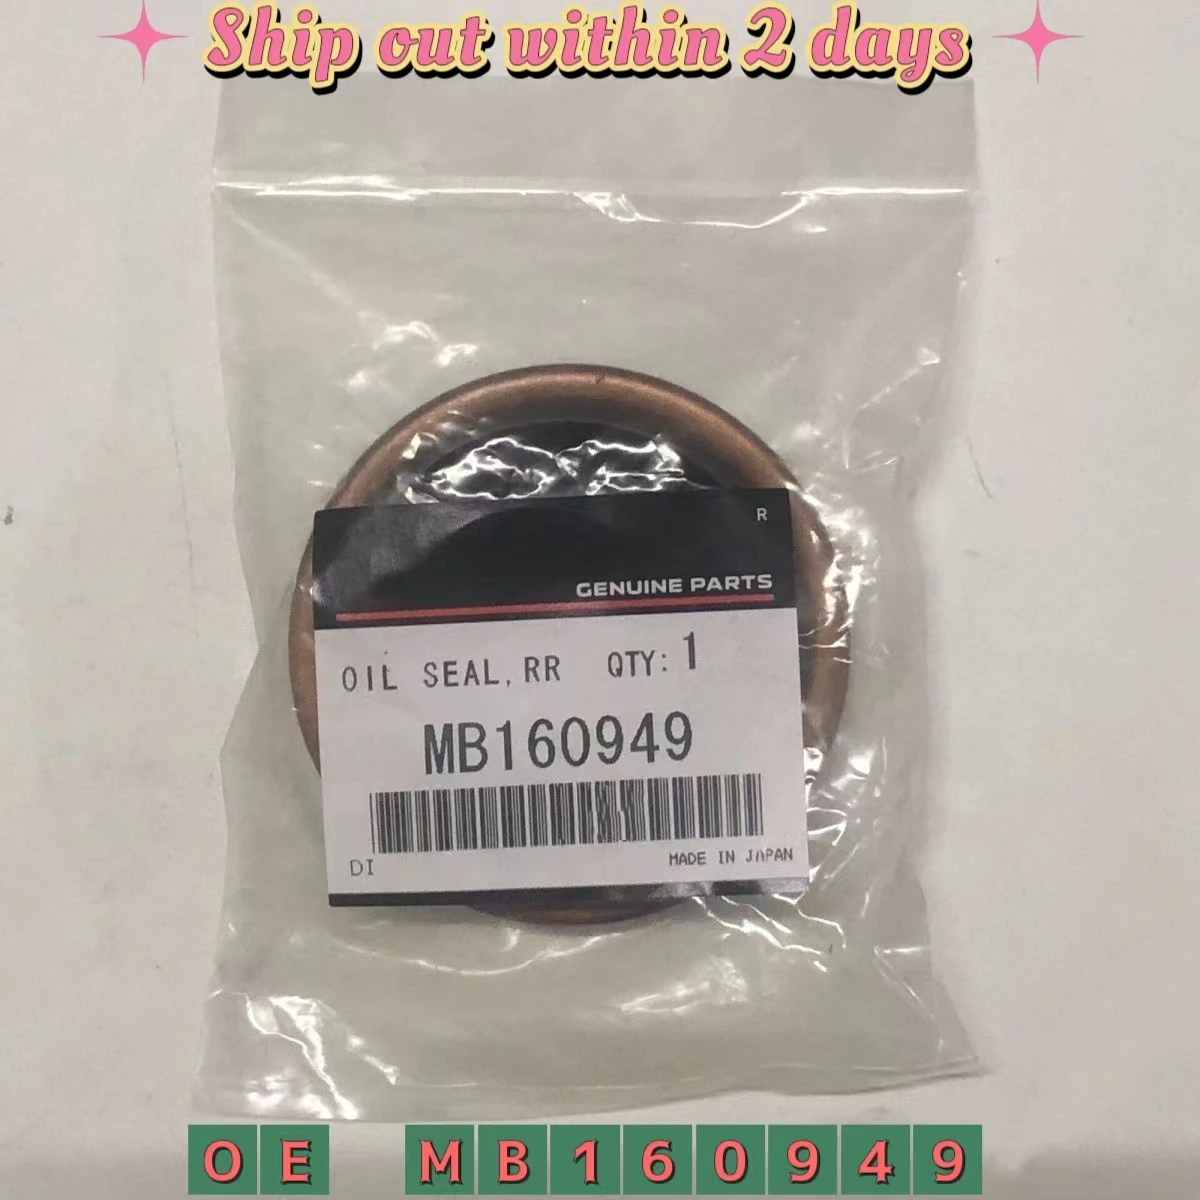 Ship out within 2 days
R
GENUINE PARTS
OIL SEAL,RR QTY: 1
MB160949
DI MADE IN JAPAN
OE MB160949